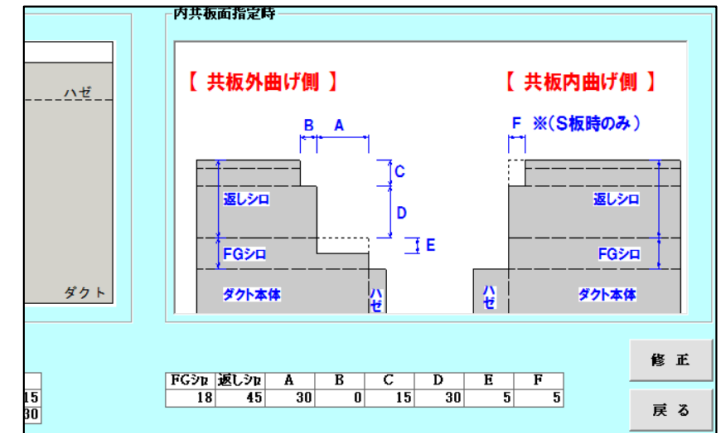 内共板面指定時
ハゼ
ダクト
【 共板外曲げ側 】
【 共板内曲げ側 】
B A
F ※(S板時のみ)
C
D
E
返しシロ
FGシロ
ダクト本体
ハゼ
返しシロ
FGシロ
ハゼ
ダクト本体
修 正
戻 る
FGシロ 返しシロ A B C D E F
18 45 30 0 15 30 5 5
15
30